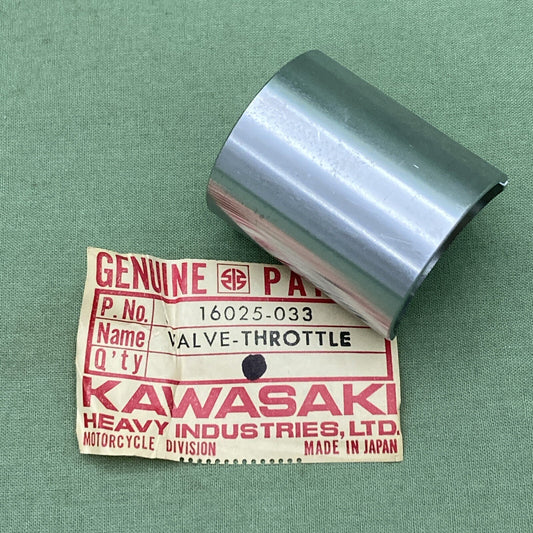 GENUINE PA
P. No. 16025-033
Name VALVE-THROTTLE
Q'ty
KAWASAKI
HEAVY INDUSTRIES, LTD.
MOTORCYCLE DIVISION MADE IN JAPAN